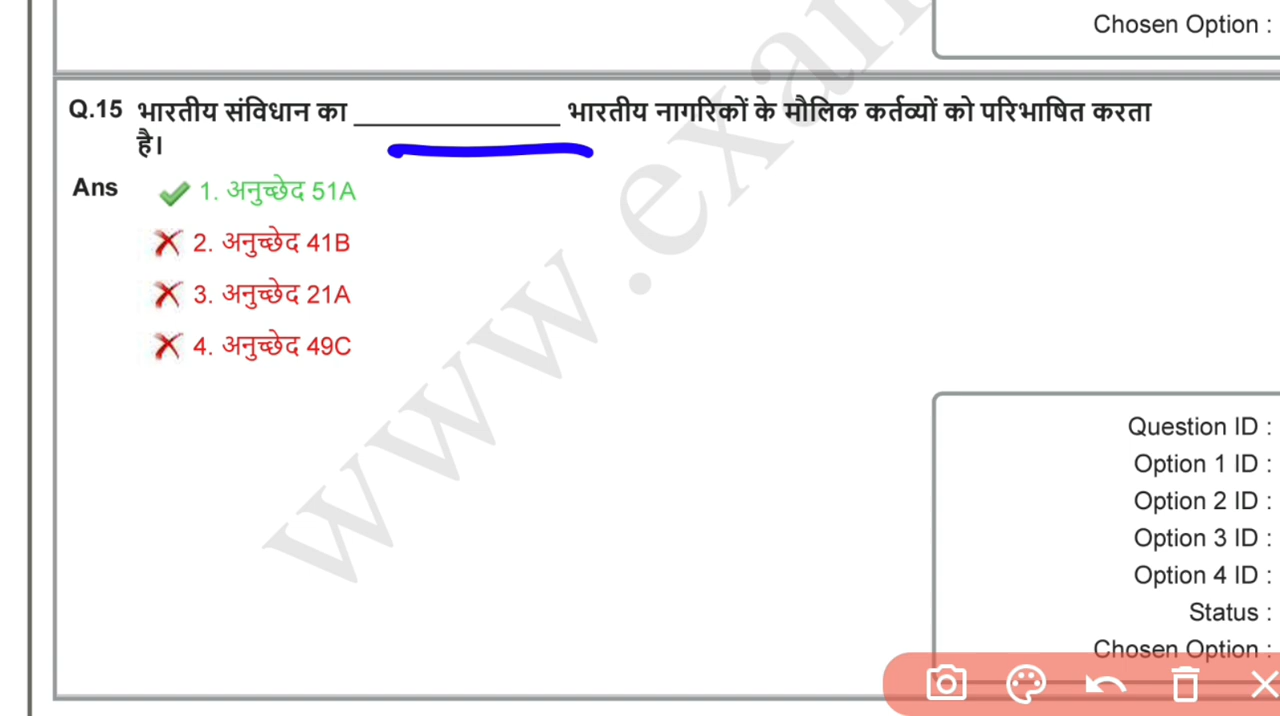 Chosen Option :
Q.15 भारतीय संविधान का ______________ भारतीय नागरिकों के मौलिक कर्तव्यों को परिभाषित करता
है।
Ans 1. अनुच्छेद 51A
2. अनुच्छेद 41B
3. अनुच्छेद 21A
4. अनुच्छेद 49C
www.exam
Question ID :
Option 1 ID :
Option 2 ID :
Option 3 ID :
Option 4 ID :
Status :
Chosen Option :